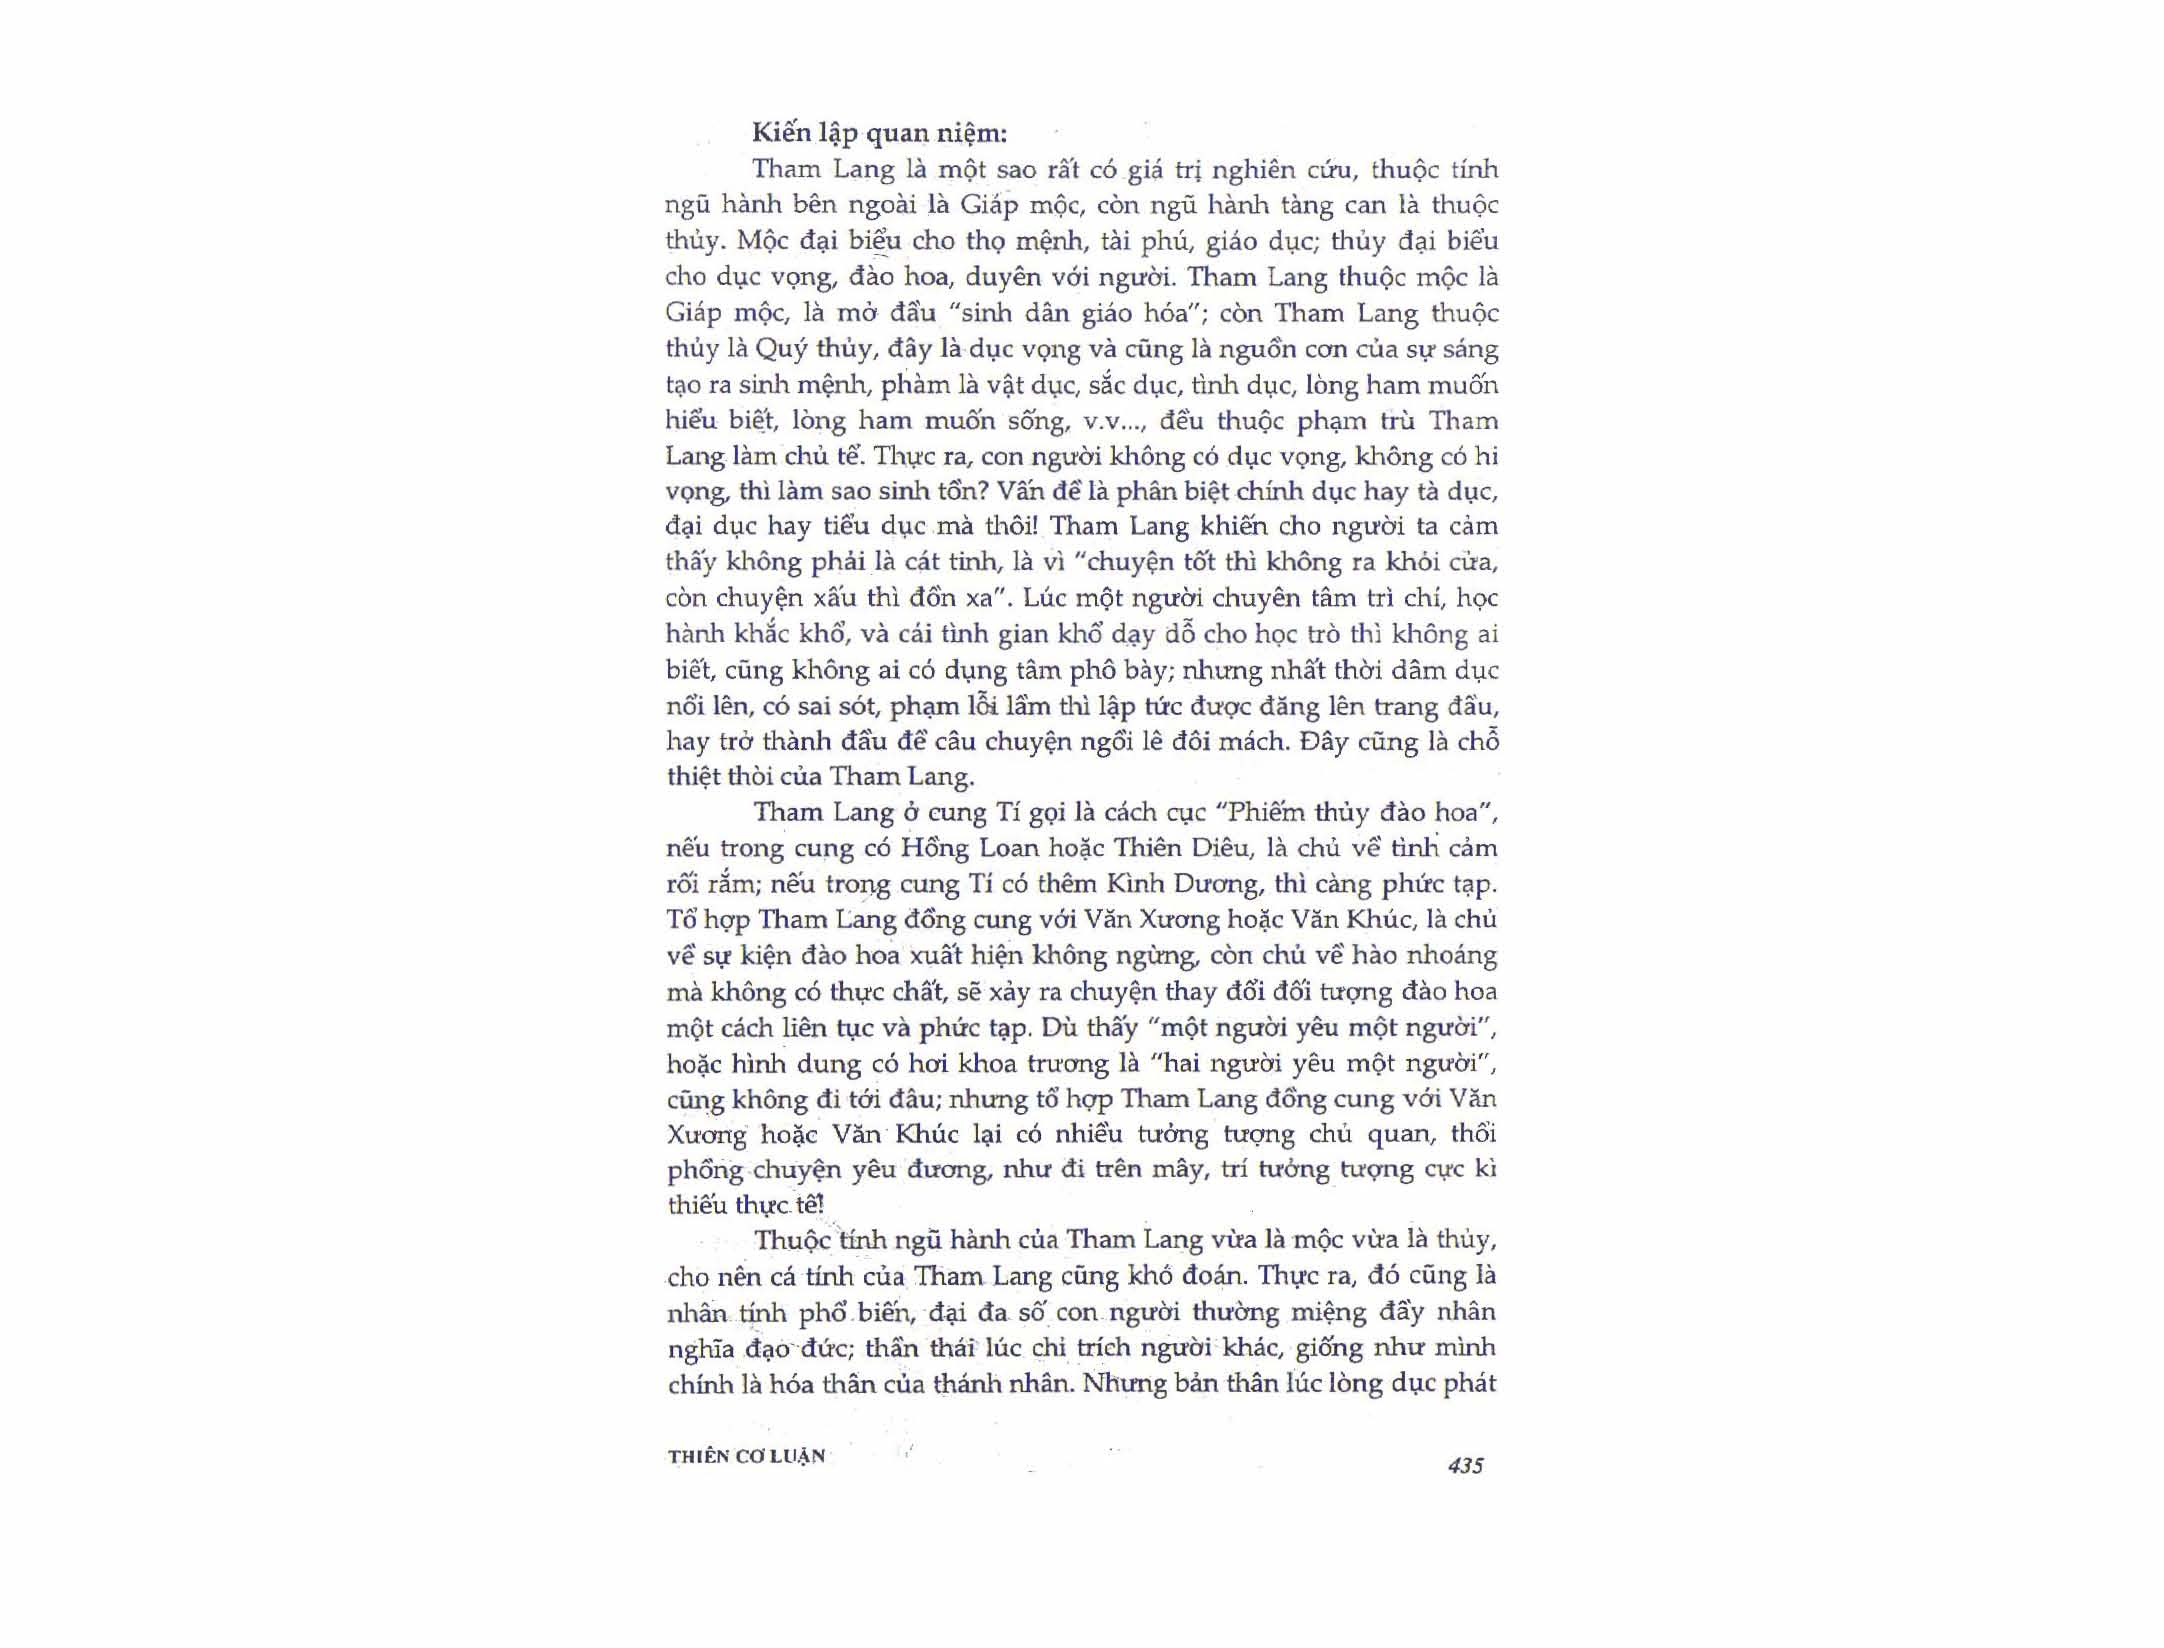 Kiến lập quan niệm:
Tham Lang là một sao rất có giá trị nghiên cứu, thuộc tính
ngũ hành bên ngoài là Giáp mộc, còn ngũ hành tàng can là thuộc
thủy. Mộc đại biểu cho thọ mệnh, tài phú, giáo dục; thủy đại biểu
cho dục vọng, đào hoa, duyên với người. Tham Lang thuộc mộc là
Giáp mộc, là mở đầu "sinh dân giáo hóa"; còn Tham Lang thuộc
thủy là Quý thủy, đây là dục vọng và cũng là nguồn cơn của sự sáng
tạo ra sinh mệnh, phàm là vật dục, sắc dục, tình dục, lòng ham muốn
hiểu biết, lòng ham muốn sống, v.v..., đều thuộc phạm trù Tham
Lang làm chủ tể. Thực ra, con người không có dục vọng, không có hi
vọng, thì làm sao sinh tồn? Vấn đề là phân biệt chính dục hay tà dục,
đại dục hay tiểu dục mà thôi! Tham Lang khiến cho người ta cảm
thấy không phải là cát tinh, là vì "chuyện tốt thì không ra khỏi cửa,
còn chuyện xấu thì đồn xa". Lúc một người chuyên tâm trì chí, học
hành khắc khổ, và cái tình gian khổ dạy dỗ cho học trò thì không ai
biết, cũng không ai có dụng tâm phô bày; nhưng nhất thời dâm dục
nổi lên, có sai sót, phạm lỗi lầm thì lập tức được đăng lên trang đầu,
hay trở thành đầu đề câu chuyện ngồi lê đôi mách. Đây cũng là chỗ
thiệt thòi của Tham Lang.
Tham Lang ở cung Tí gọi là cách cục "Phiếm thủy đào hoa",
nếu trong cung có Hồng Loan hoặc Thiên Diêu, là chủ về tình cảm
rối rắm; nếu trong cung Tí có thêm Kình Dương, thì càng phức tạp.
Tổ hợp Tham Lang đồng cung với Văn Xương hoặc Văn Khúc, là chủ
về sự kiện đào hoa xuất hiện không ngừng, còn chủ về hào nhoáng
mà không có thực chất, sẽ xảy ra chuyện thay đổi đối tượng đào hoa
một cách liên tục và phức tạp. Dù thấy "một người yêu một người",
hoặc hình dung có hơi khoa trương là "hai người yêu một người",
cũng không đi tới đâu; nhưng tổ hợp Tham Lang đồng cung với Văn
Xương hoặc Văn Khúc lại có nhiều tưởng tượng chủ quan, thổi
phồng chuyện yêu đương, như đi trên mây, trí tưởng tượng cực kì
thiếu thực tế!
Thuộc tính ngũ hành của Tham Lang vừa là mộc vừa là thủy,
cho nên cá tính của Tham Lang cũng khó đoán. Thực ra, đó cũng là
nhân tính phổ biến, đại đa số con người thường miệng đầy nhân
nghĩa đạo đức; thần thái lúc chỉ trích người khác, giống như mình
chính là hóa thân của thánh nhân. Nhưng bản thân lúc lòng dục phát
THIÊN CƠ LUẬN
435